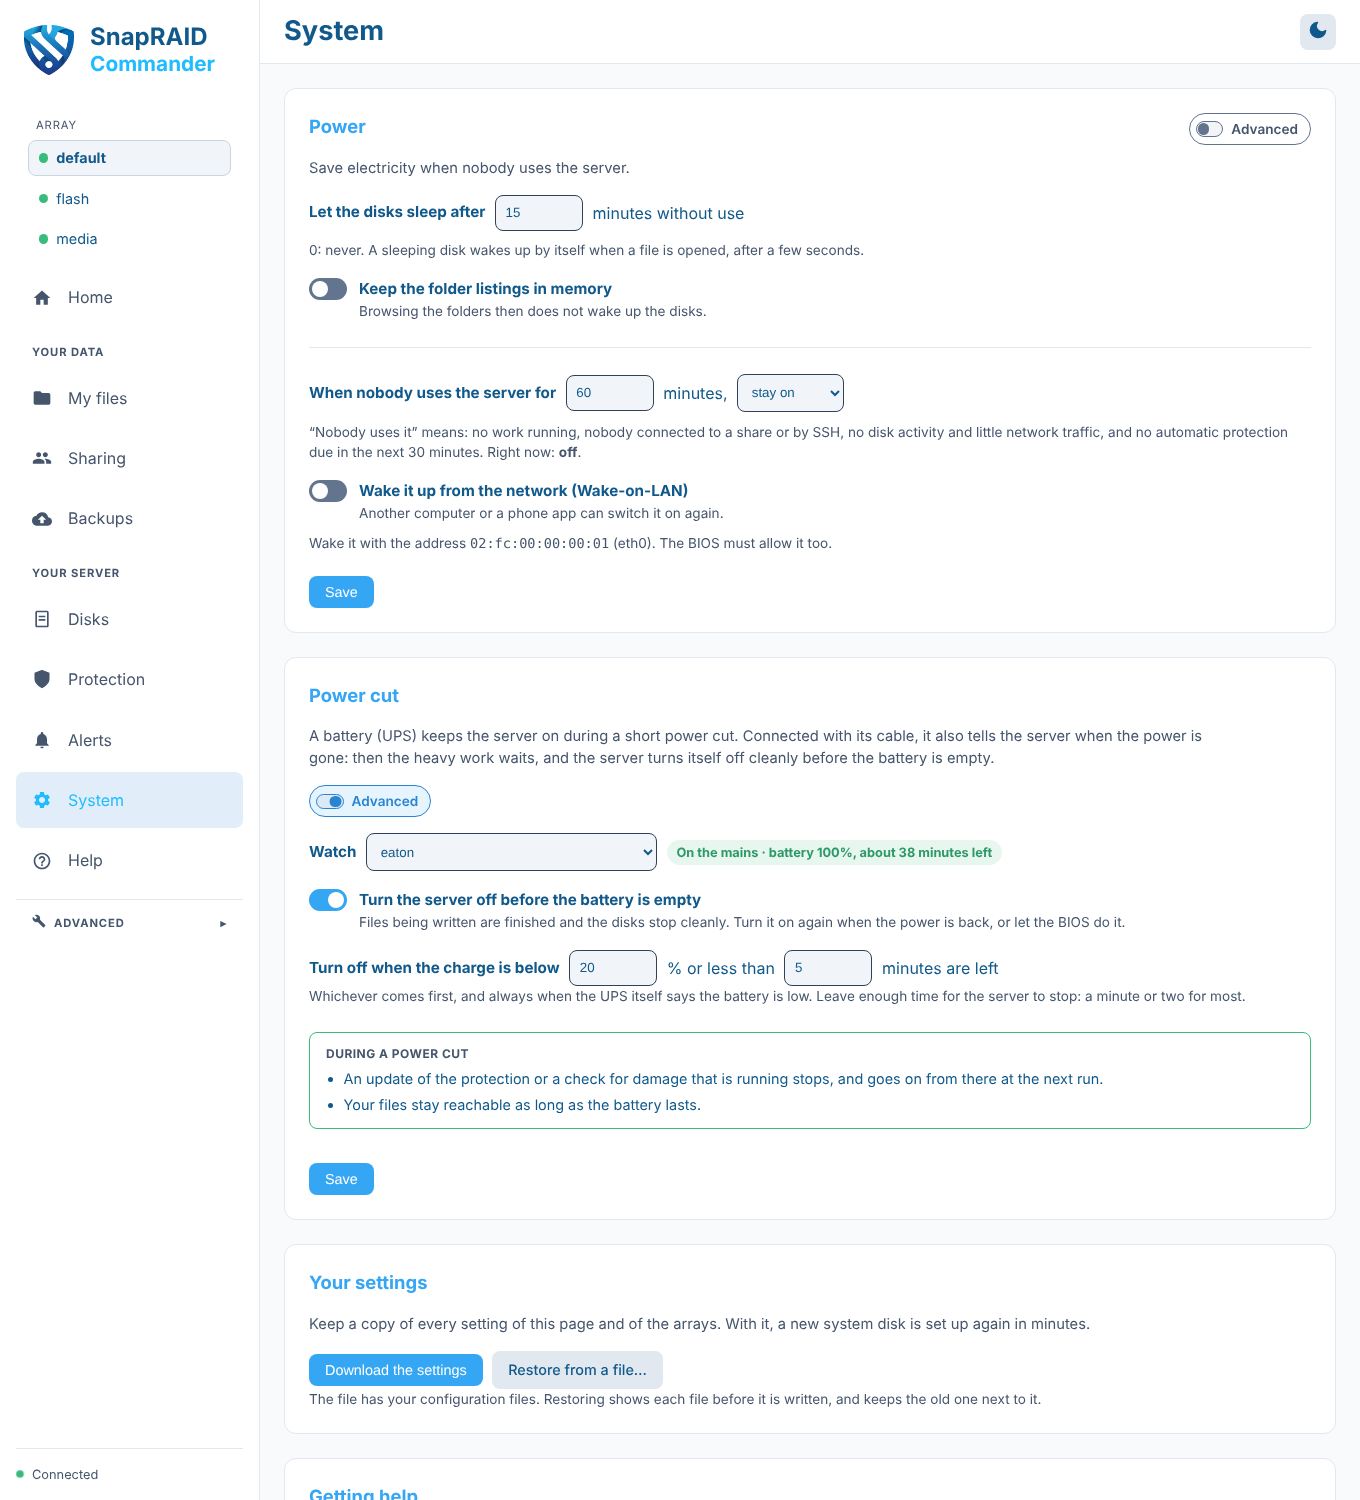 SnapRAID
Commander
ARRAY
default
flash
media
Home
YOUR DATA
My files
Sharing
Backups
YOUR SERVER
Disks
Protection
Alerts
System
Help
ADVANCED
Connected
System
Power
Advanced
Save electricity when nobody uses the server.
Let the disks sleep after 15 minutes without use
0: never. A sleeping disk wakes up by itself when a file is opened, after a few seconds.
Keep the folder listings in memory
Browsing the folders then does not wake up the disks.
When nobody uses the server for 60 minutes, stay on
“Nobody uses it” means: no work running, nobody connected to a share or by SSH, no disk activity and little network traffic, and no automatic protection
due in the next 30 minutes. Right now: off.
Wake it up from the network (Wake-on-LAN)
Another computer or a phone app can switch it on again.
Wake it with the address 02:fc:00:00:00:01 (eth0). The BIOS must allow it too.
Save
Power cut
A battery (UPS) keeps the server on during a short power cut. Connected with its cable, it also tells the server when the power is
gone: then the heavy work waits, and the server turns itself off cleanly before the battery is empty.
Advanced
Watch eaton On the mains · battery 100%, about 38 minutes left
Turn the server off before the battery is empty
Files being written are finished and the disks stop cleanly. Turn it on again when the power is back, or let the BIOS do it.
Turn off when the charge is below 20 % or less than 5 minutes are left
Whichever comes first, and always when the UPS itself says the battery is low. Leave enough time for the server to stop: a minute or two for most.
DURING A POWER CUT
• An update of the protection or a check for damage that is running stops, and goes on from there at the next run.
• Your files stay reachable as long as the battery lasts.
Save
Your settings
Keep a copy of every setting of this page and of the arrays. With it, a new system disk is set up again in minutes.
Download the settings Restore from a file...
The file has your configuration files. Restoring shows each file before it is written, and keeps the old one next to it.
Getting help